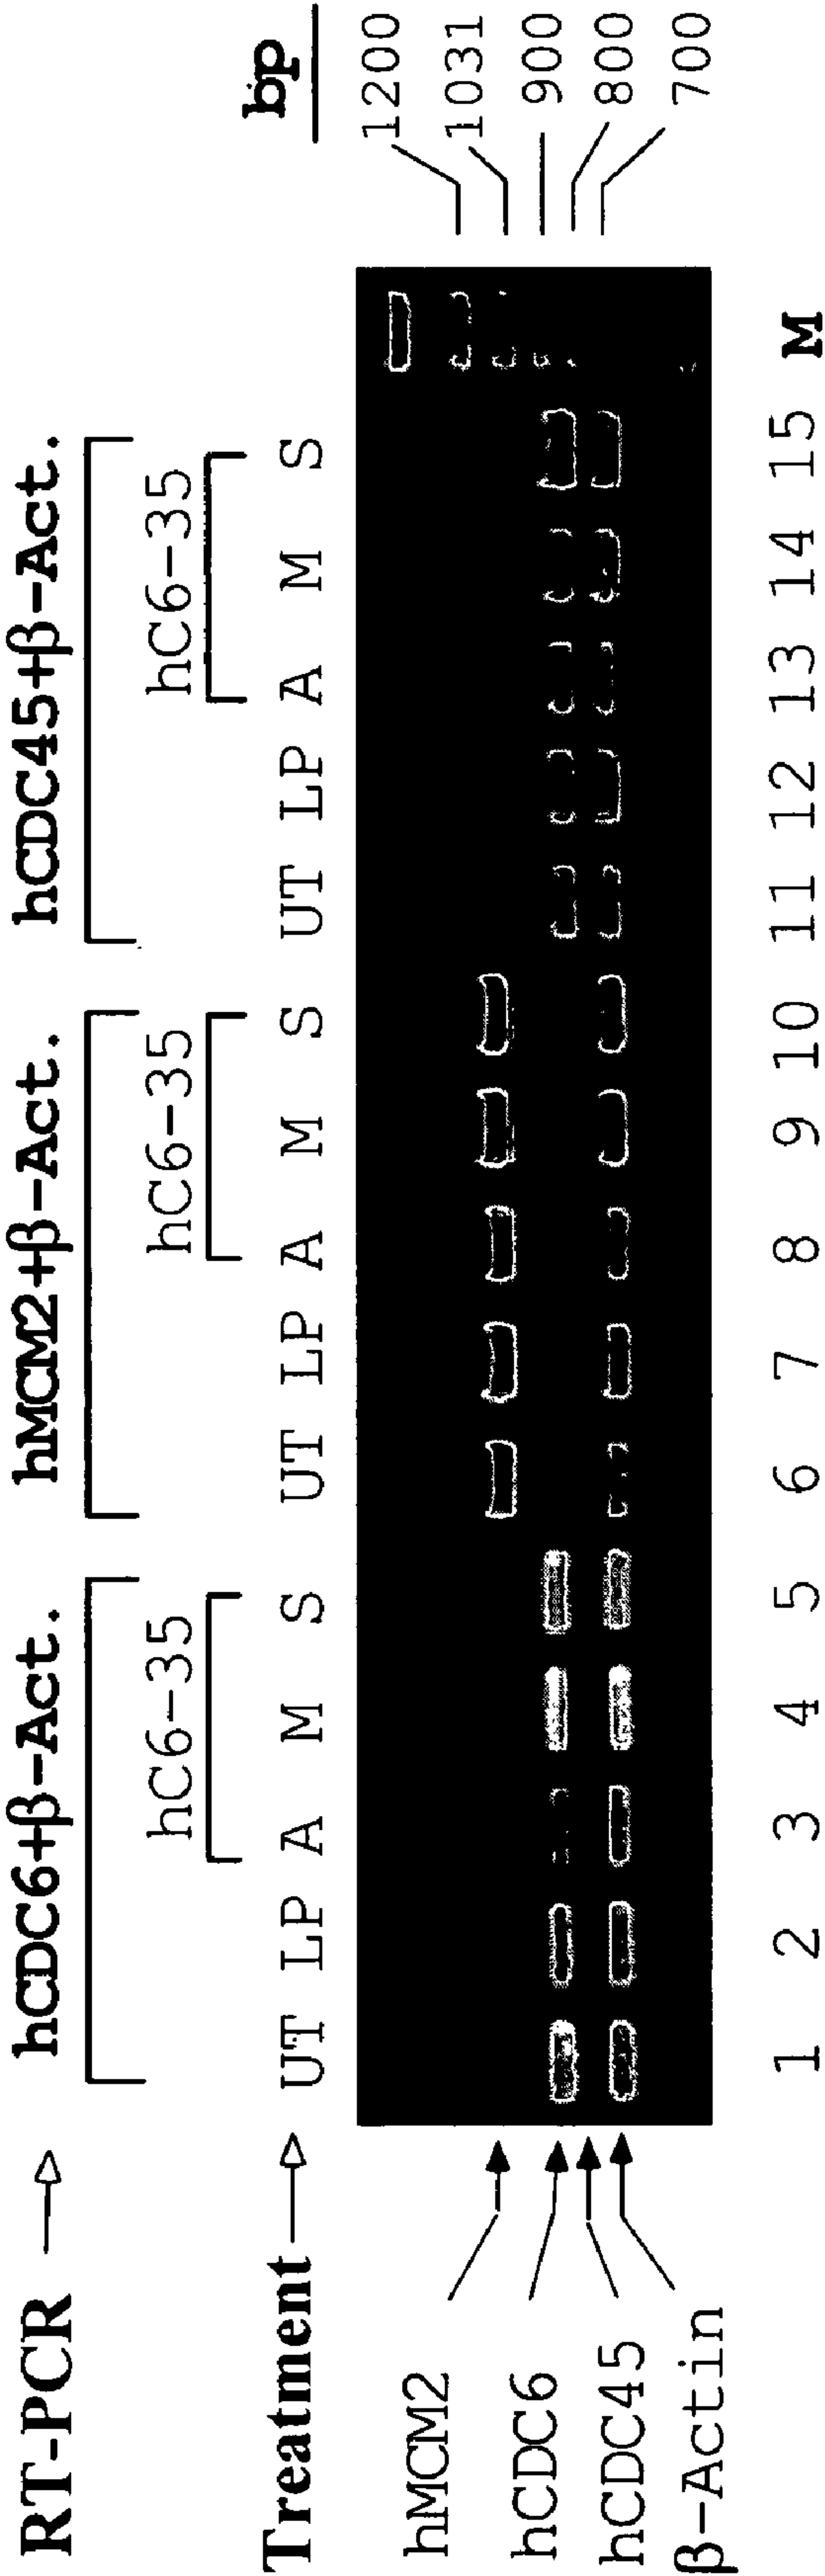 RT-PCR
hCDC6+β-Act. hMCM2+β-Act. hCDC45+β-Act.
hC6-35 hC6-35 hC6-35
bp
Treatment UT LP A M S UT LP A M S UT LP A M S
1200
1031
900
800
700
hMCM2
hCDC6
hCDC45
β-Actin
1 2 3 4 5 6 7 8 9 10 11 12 13 14 15 M